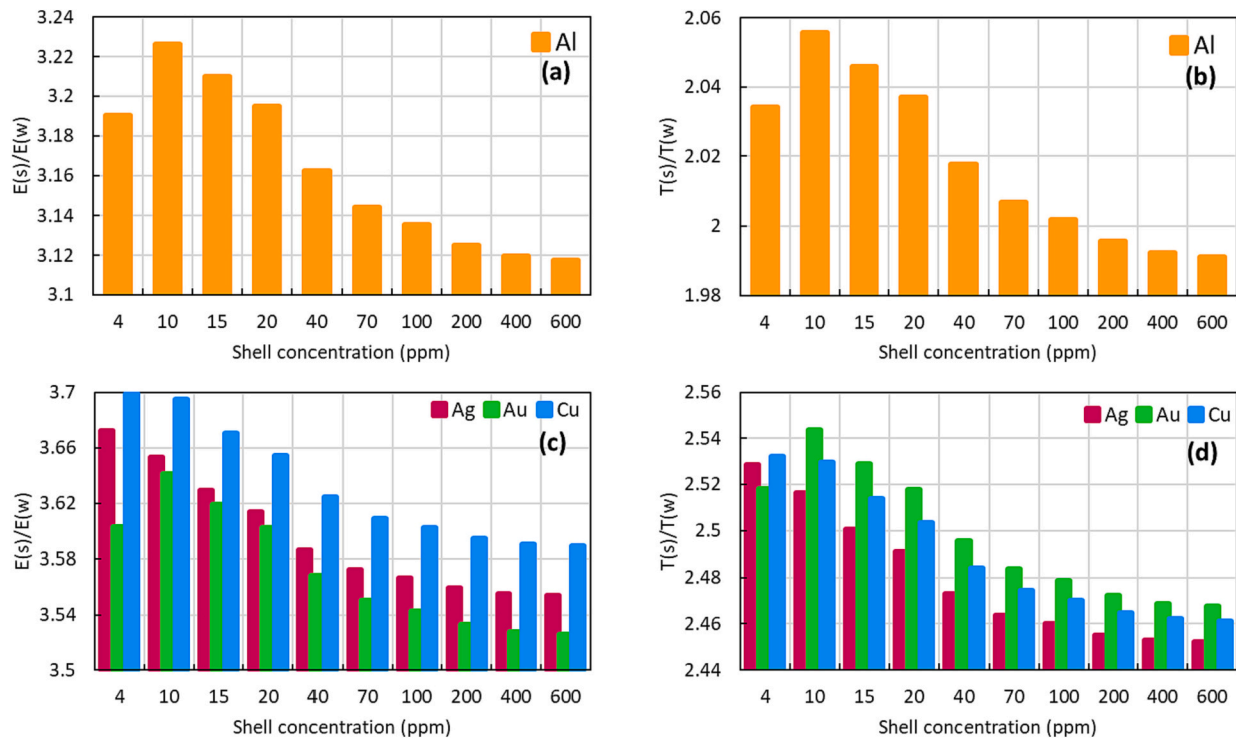 3.24
3.22
3.2
3.18
3.16
3.14
3.12
3.1
E(s)/E(w)
Al
(a)
4 10 15 20 40 70 100 200 400 600
Shell concentration (ppm)
2.06
2.04
2.02
2
1.98
T(s)/T(w)
Al
(b)
4 10 15 20 40 70 100 200 400 600
Shell concentration (ppm)
3.7
3.66
3.62
3.58
3.54
3.5
E(s)/E(w)
Ag Au Cu
(c)
4 10 15 20 40 70 100 200 400 600
Shell concentration (ppm)
2.56
2.54
2.52
2.5
2.48
2.46
2.44
T(s)/T(w)
Ag Au Cu
(d)
4 10 15 20 40 70 100 200 400 600
Shell concentration (ppm)